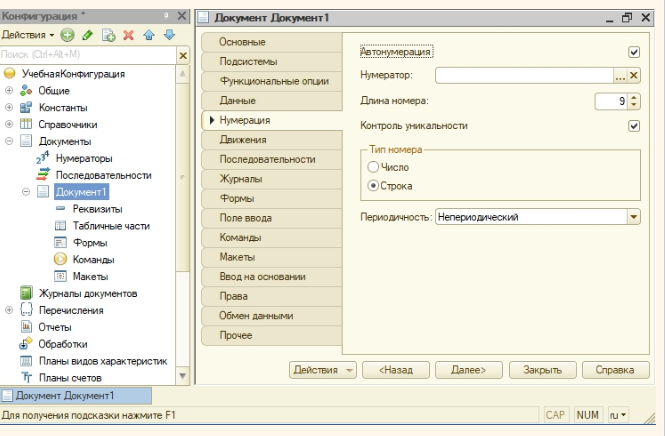 Конфигурация *
Действия
Поиск (Ctrl+Alt+M)
УчебнаяКонфигурация
Общие
Константы
Справочники
Документы
Нумераторы
Последовательности
Документ1
Реквизиты
Табличные части
Формы
Команды
Макеты
Журналы документов
Перечисления
Отчеты
Обработки
Планы видов характеристик
Планы счетов
Документ Документ1
Основные
Подсистемы
Функциональные опции
Данные
Нумерация
Движения
Последовательности
Журналы
Формы
Поле ввода
Команды
Макеты
Ввод на основании
Права
Обмен данными
Прочее
Автонумерация
Нумератор: ...
Длина номера: 9
Контроль уникальности
Тип номера
Число
Строка
Периодичность: Непериодический
Действия <Назад Далее> Закрыть Справка
Документ Документ1
Для получения подсказки нажмите F1 CAP NUM ru